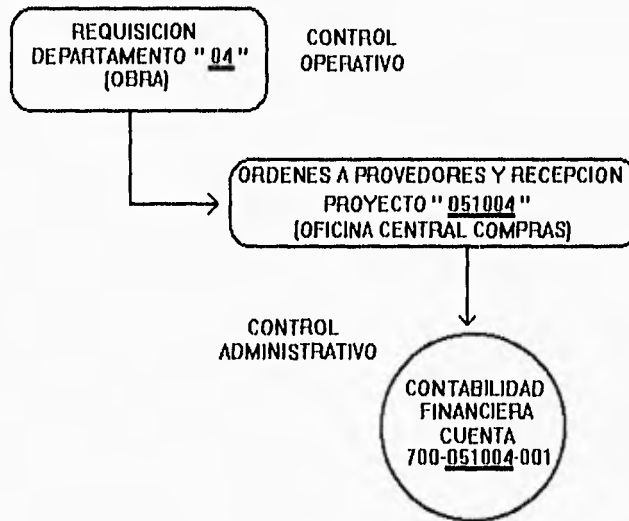 REQUISICION
DEPARTAMENTO " 04 "
(OBRA)
CONTROL
OPERATIVO
ORDENES A PROVEDORES Y RECEPCION
PROYECTO " 051004 "
(OFICINA CENTRAL COMPRAS)
CONTROL
ADMINISTRATIVO
CONTABILIDAD
FINANCIERA
CUENTA
700-051004-001